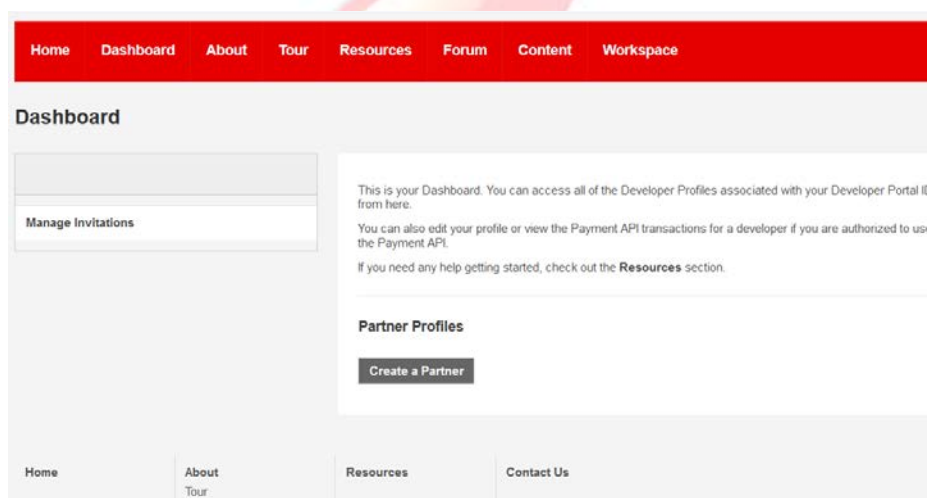 Home Dashboard About Tour Resources Forum Content Workspace
Dashboard
Manage Invitations
This is your Dashboard. You can access all of the Developer Profiles associated with your Developer Portal ID
from here.
You can also edit your profile or view the Payment API transactions for a developer if you are authorized to use
the Payment API.
If you need any help getting started, check out the Resources section.
Partner Profiles
Create a Partner
Home About Resources Contact Us
Tour